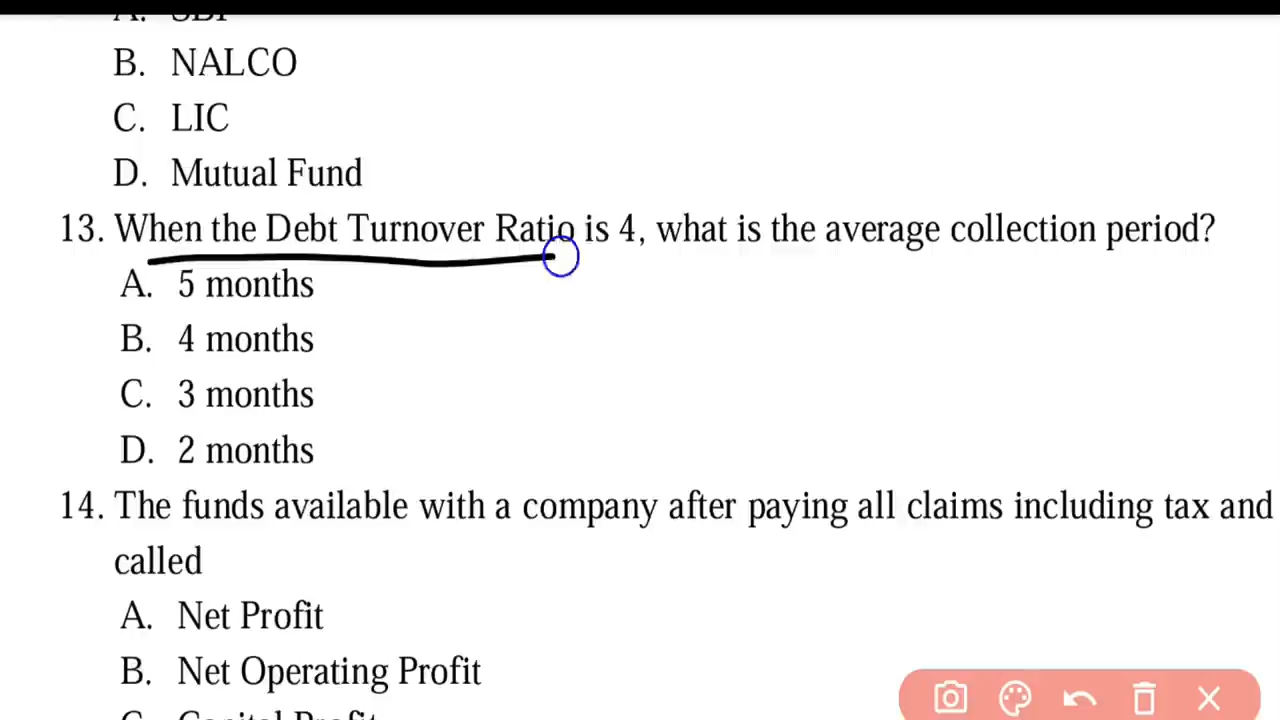 B. NALCO
C. LIC
D. Mutual Fund
13. When the Debt Turnover Ratio is 4, what is the average collection period?
A. 5 months
B. 4 months
C. 3 months
D. 2 months
14. The funds available with a company after paying all claims including tax and
called
A. Net Profit
B. Net Operating Profit